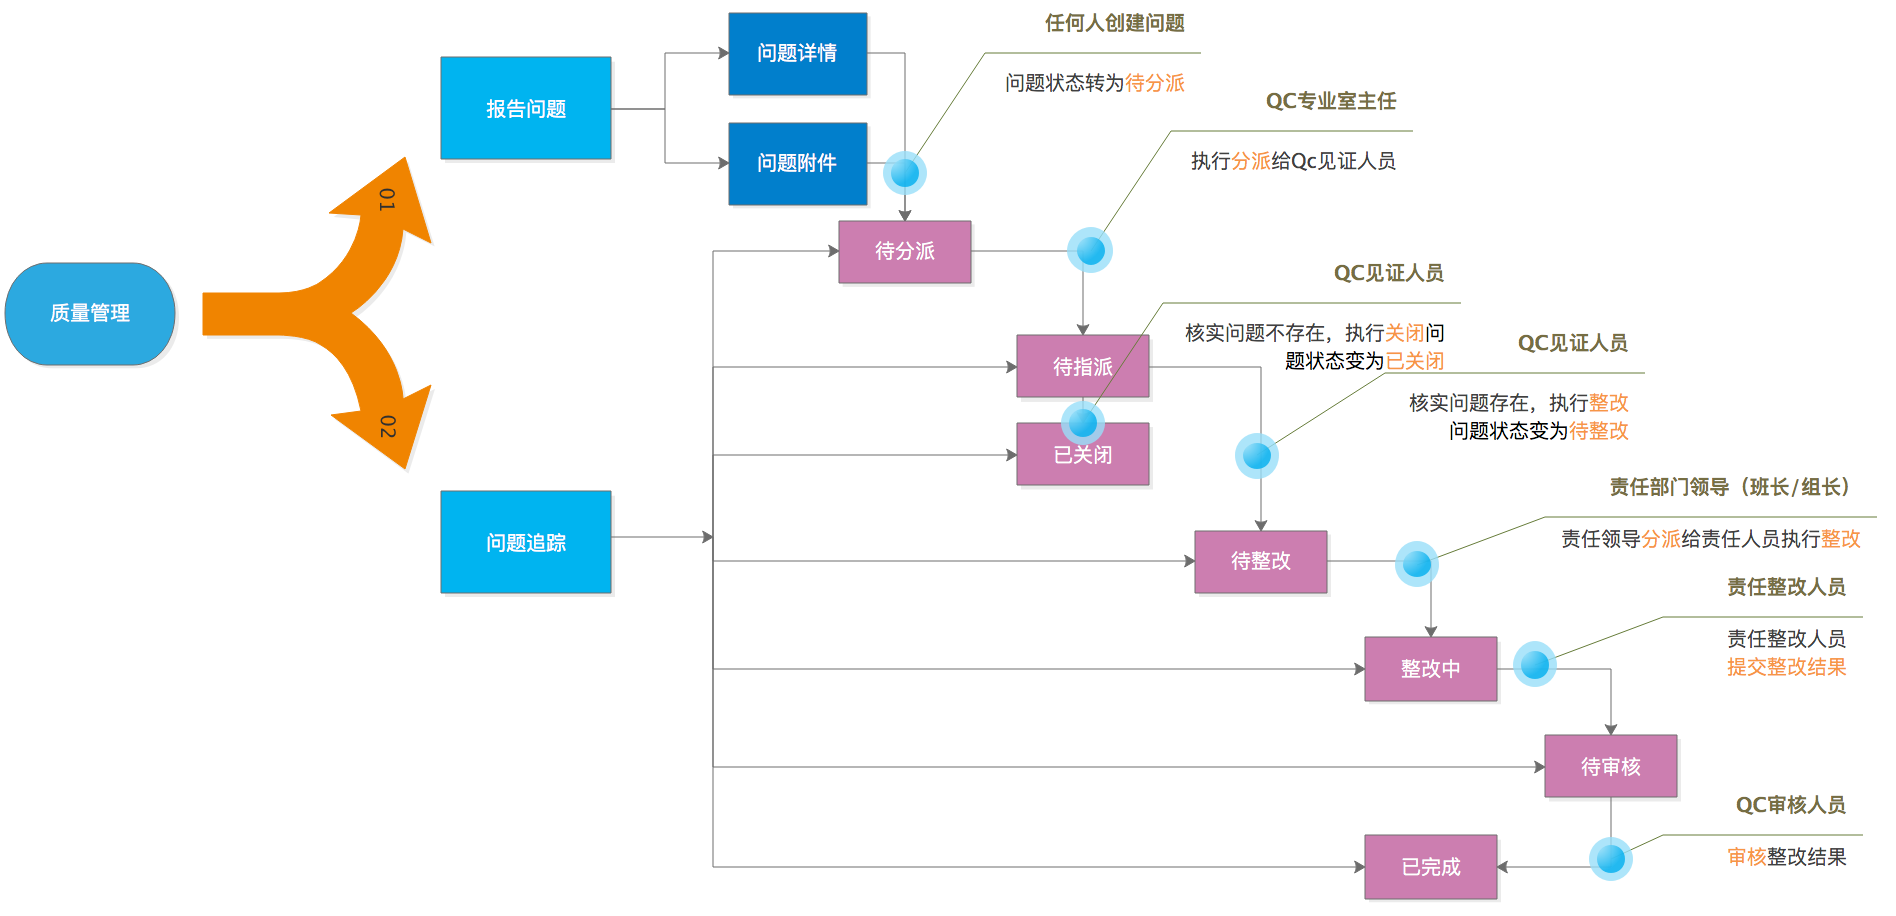 任何人创建问题
问题详情
问题状态转为待分派
报告问题
QC专业室主任
问题附件
执行分派给Qc见证人员
01
待分派
质量管理
QC见证人员
核实问题不存在，执行关闭问
题状态变为已关闭
待指派
QC见证人员
核实问题存在，执行整改
问题状态变为待整改
02
已关闭
责任部门领导（班长/组长）
责任领导分派给责任人员执行整改
问题追踪
待整改
责任整改人员
责任整改人员
提交整改结果
整改中
待审核
QC审核人员
审核整改结果
已完成